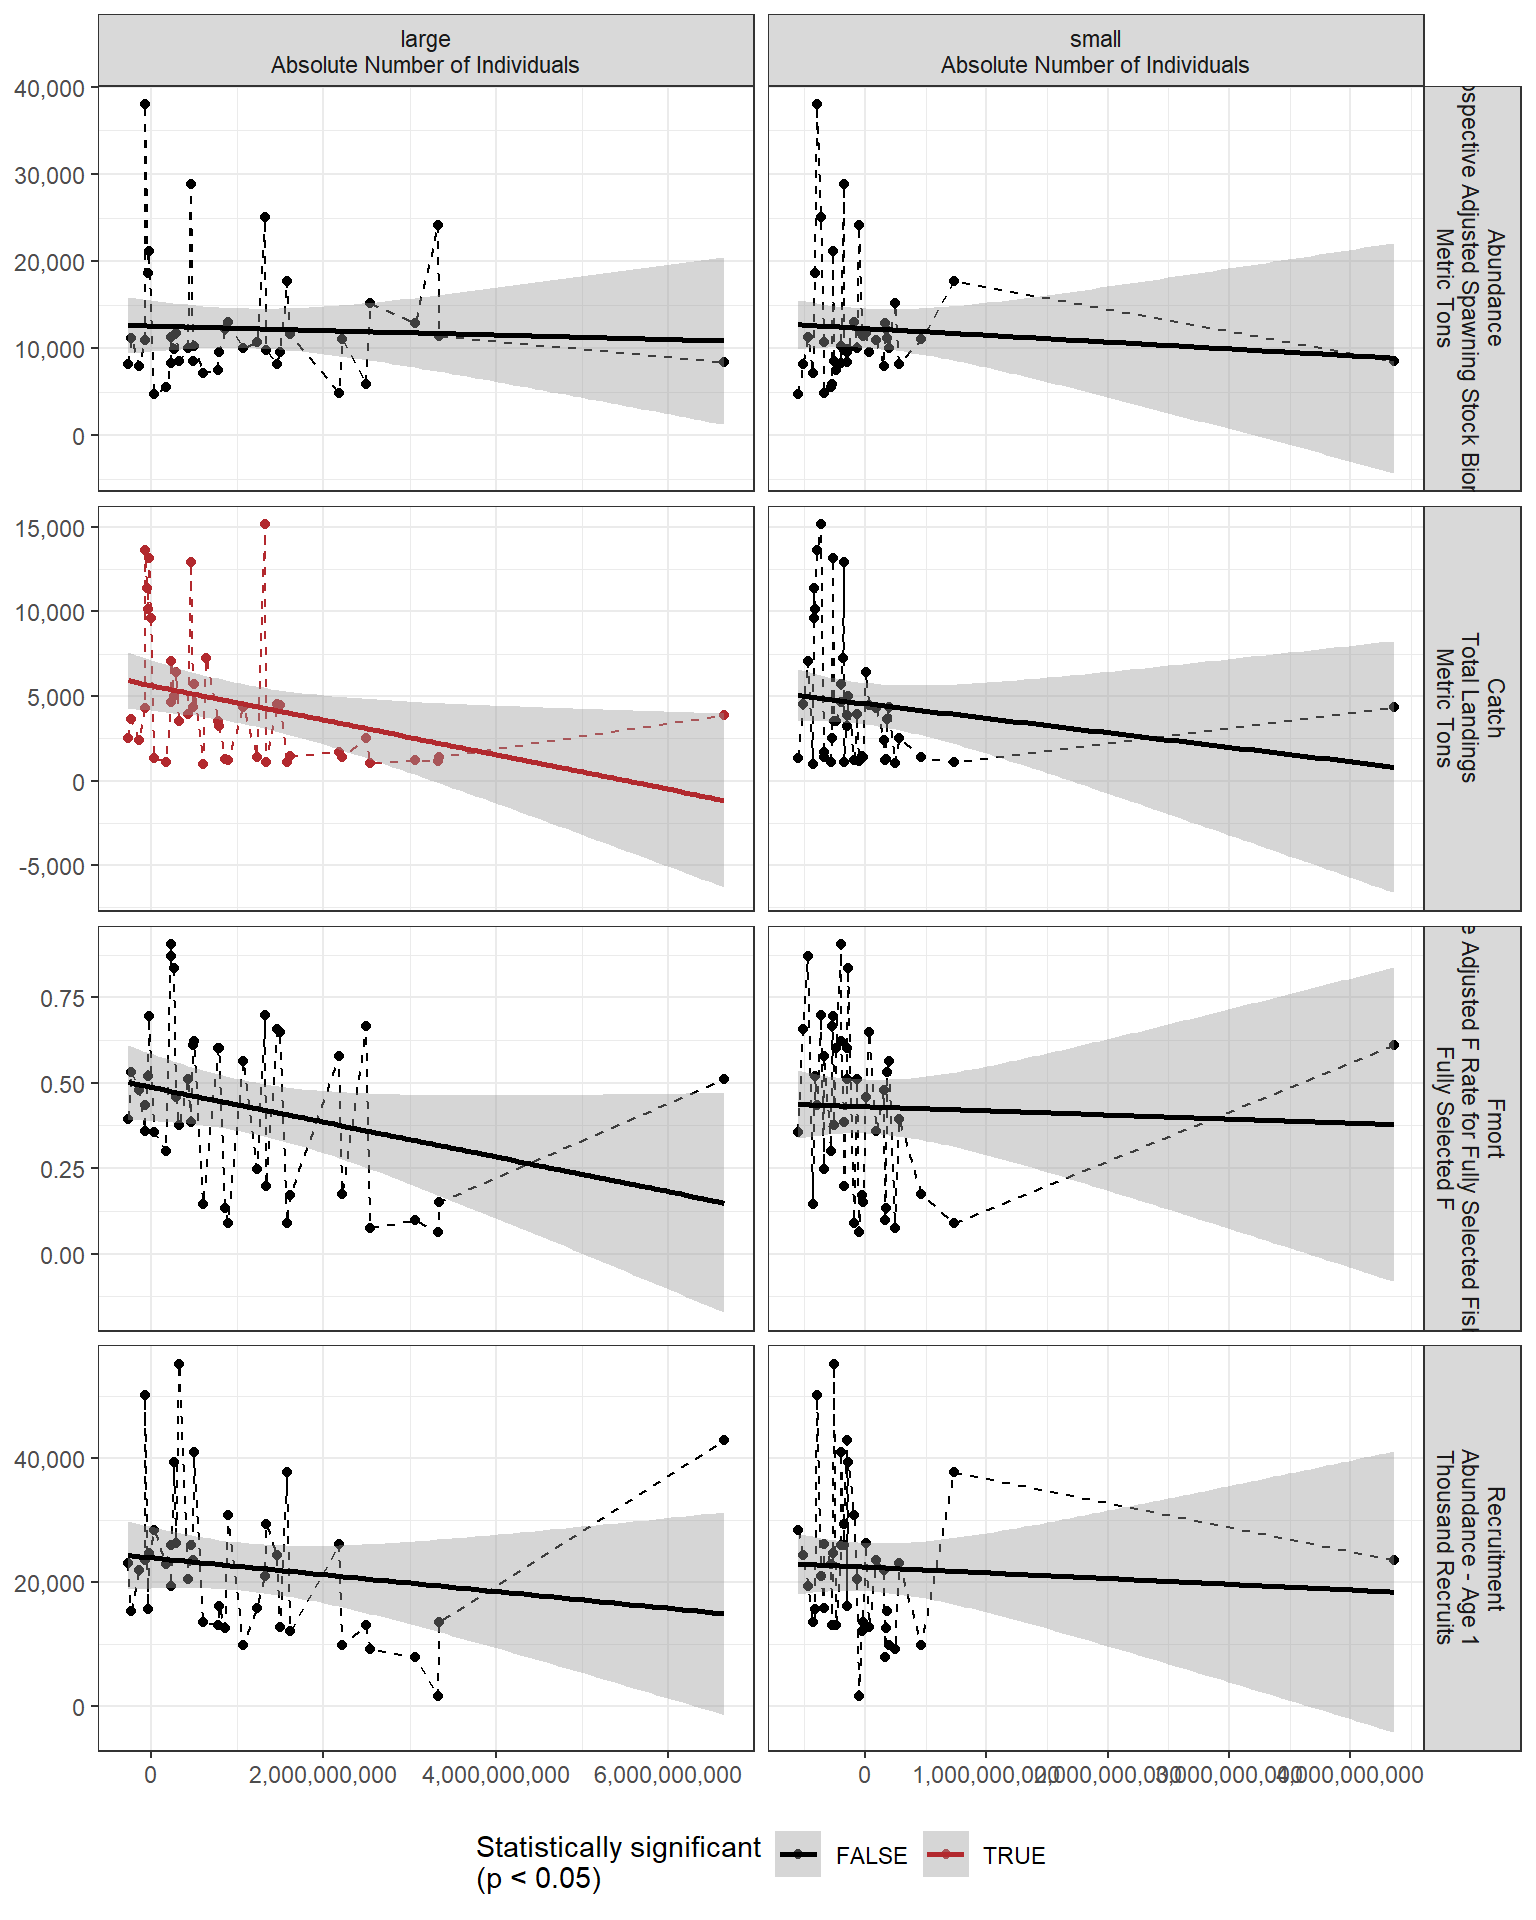 large
Absolute Number of Individuals
small
Absolute Number of Individuals
40,000
30,000
20,000
10,000
0
Abundance
Adjusted Spawning Stock
Metric Tons
15,000
10,000
5,000
0
-5,000
Catch
Total Landings
Metric Tons
0.75
0.50
0.25
0.00
Fmort
Adjusted F Rate for Fully Selected
Fully Selected F
40,000
20,000
0
Recruitment
Abundance - Age 1
Thousand Recruits
0
2,000,000,000
4,000,000,000
6,000,000,000
0
1,000,000,000
2,000,000,000
3,000,000,000
4,000,000,000
Statistically significant
(p < 0.05)
FALSE
TRUE